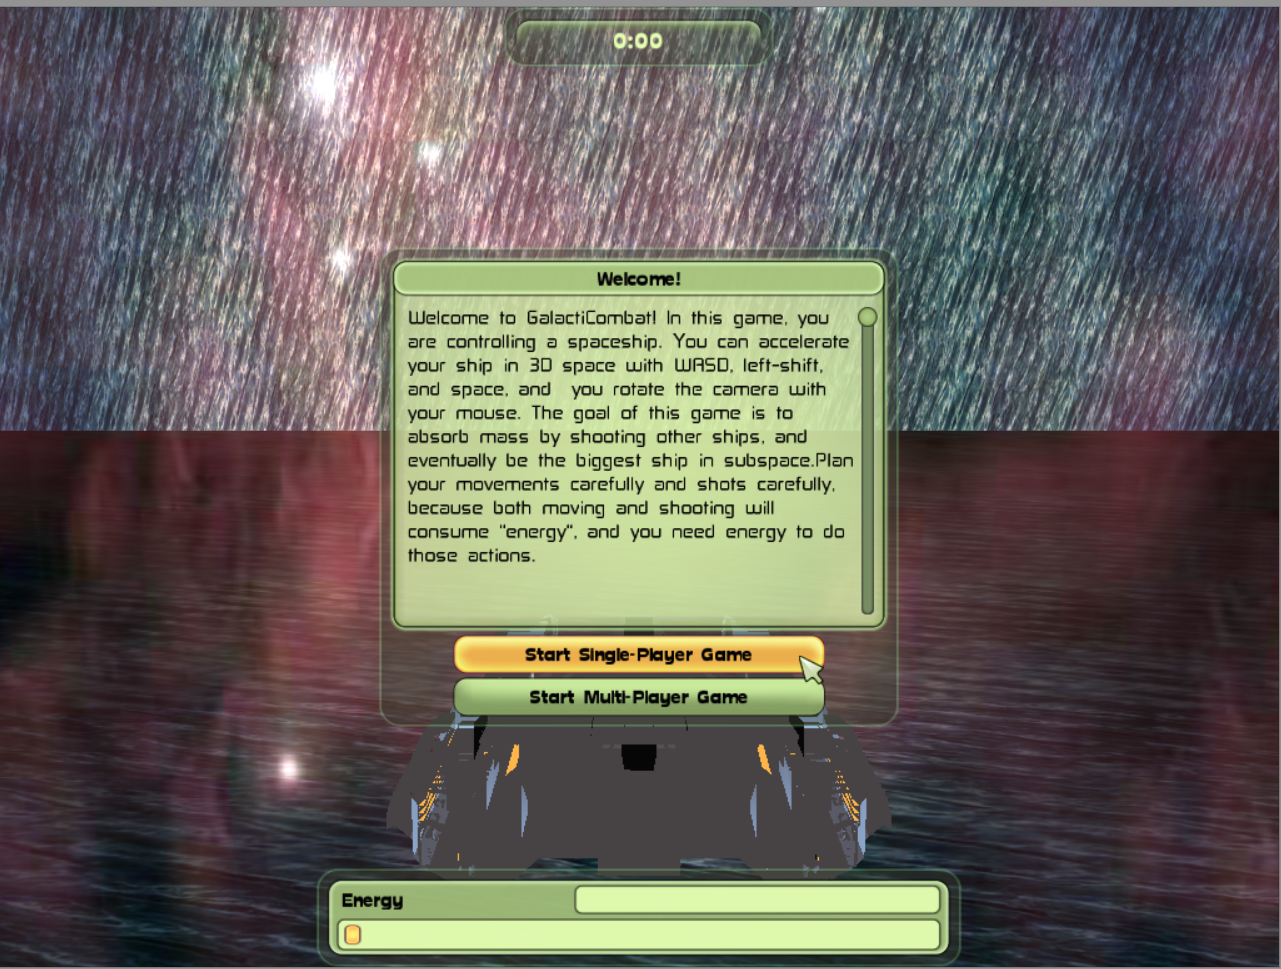 0:00
Welcome!
Welcome to GalactiCombat! In this game, you
are controlling a spaceship. You can accelerate
your ship in 3D space with WASD, left-shift,
and space, and  you rotate the camera with
your mouse. The goal of this game is to
absorb mass by shooting other ships, and
eventually be the biggest ship in subspace.Plan
your movements carefully and shots carefully,
because both moving and shooting will
consume "energy", and you need energy to do
those actions.
Start Single-Player Game
Start Multi-Player Game
Energy